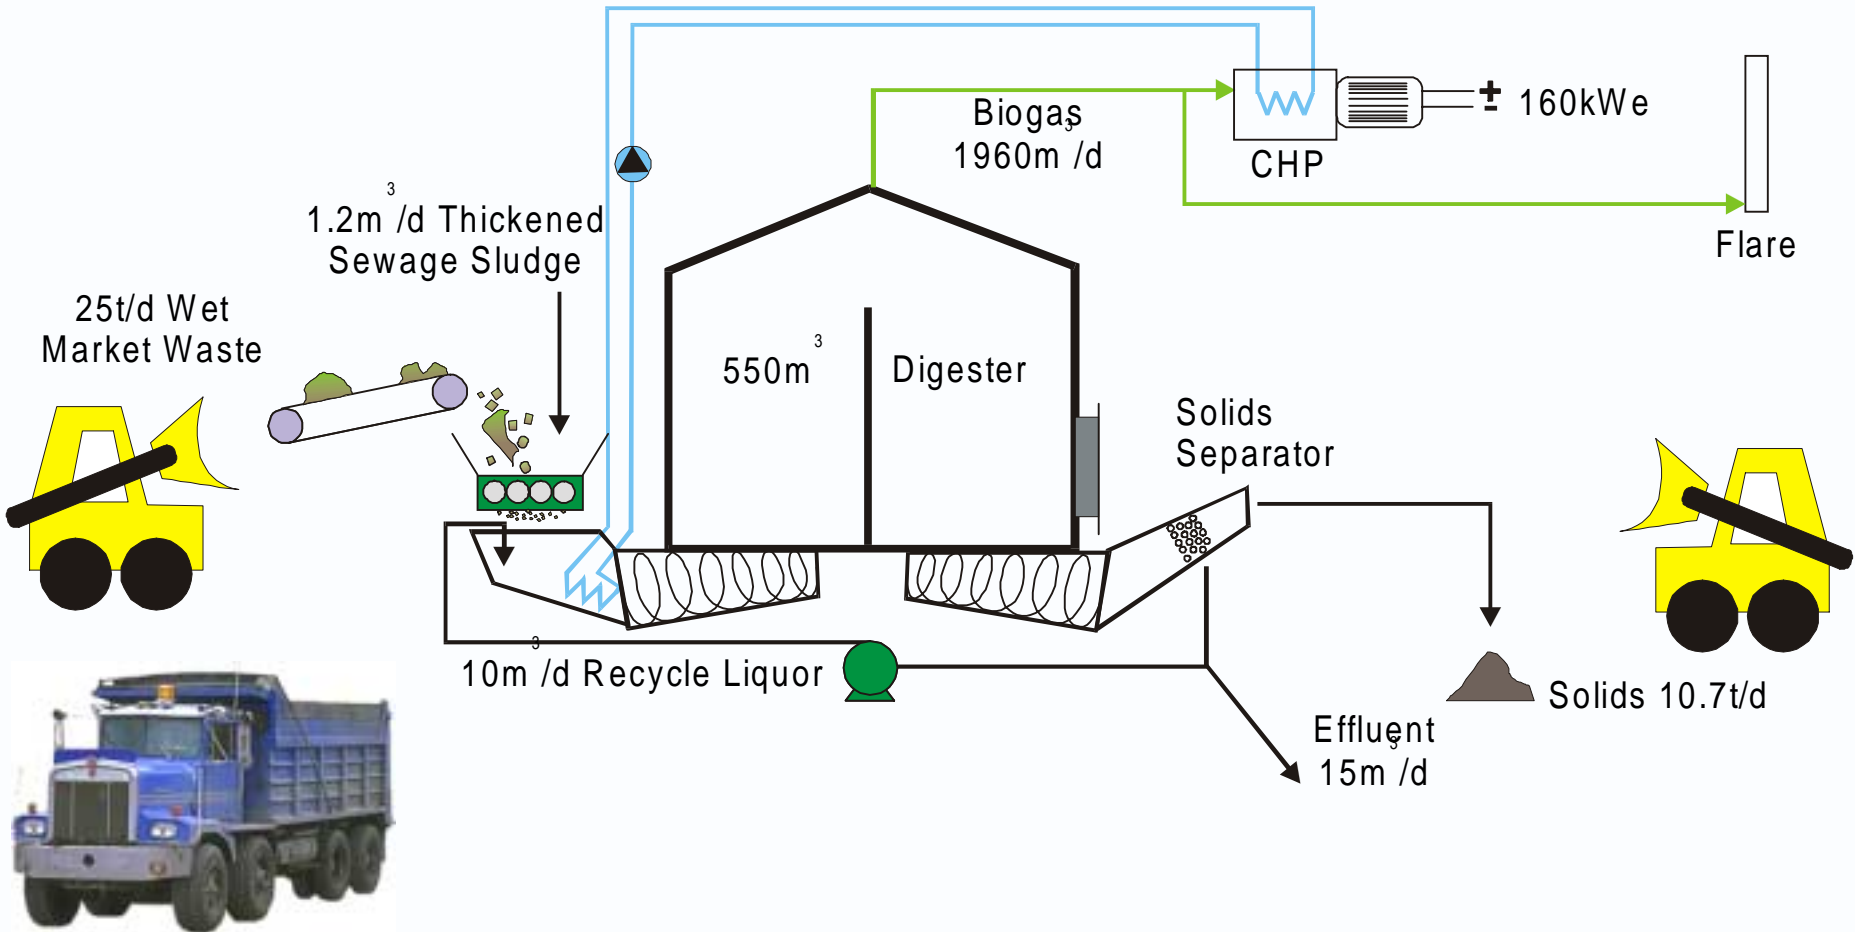 Biogas
1960m³/d
± 160kWe
CHP
Flare
1.2m³/d Thickened
Sewage Sludge
25t/d Wet
Market Waste
550m³ Digester
Solids
Separator
10m³/d Recycle Liquor
Solids 10.7t/d
Effluent
15m³/d